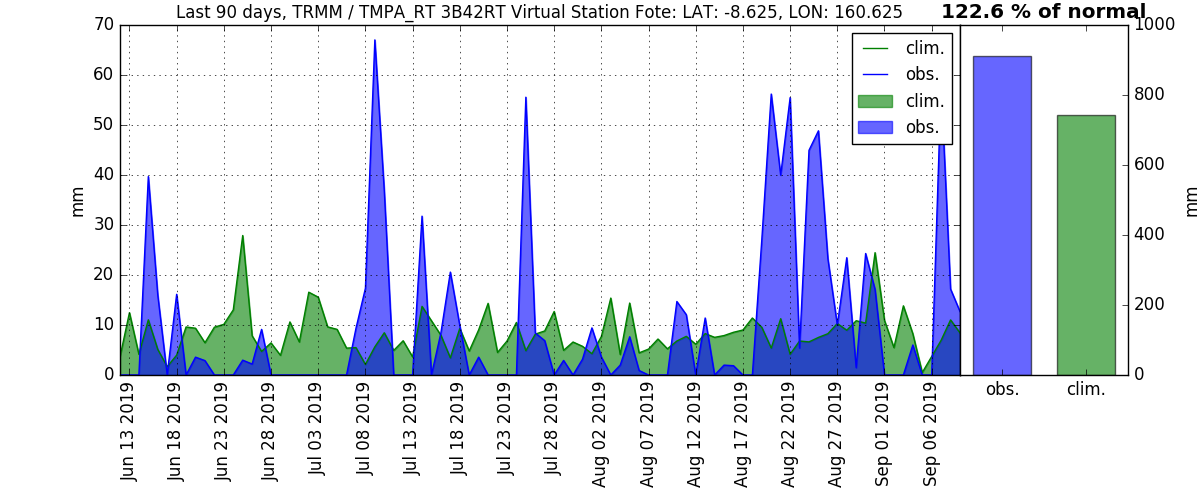 Last 90 days, TRMM / TMPA_RT 3B42RT Virtual Station Fote: LAT: -8.625, LON: 160.625
122.6 % of normal
clim.
obs.
clim.
obs.
mm
70
60
50
40
30
20
10
0
1000
800
600
400
200
0
mm
Jun 13 2019
Jun 18 2019
Jun 23 2019
Jun 28 2019
Jul 03 2019
Jul 08 2019
Jul 13 2019
Jul 18 2019
Jul 23 2019
Jul 28 2019
Aug 02 2019
Aug 07 2019
Aug 12 2019
Aug 17 2019
Aug 22 2019
Aug 27 2019
Sep 01 2019
Sep 06 2019
obs.
clim.